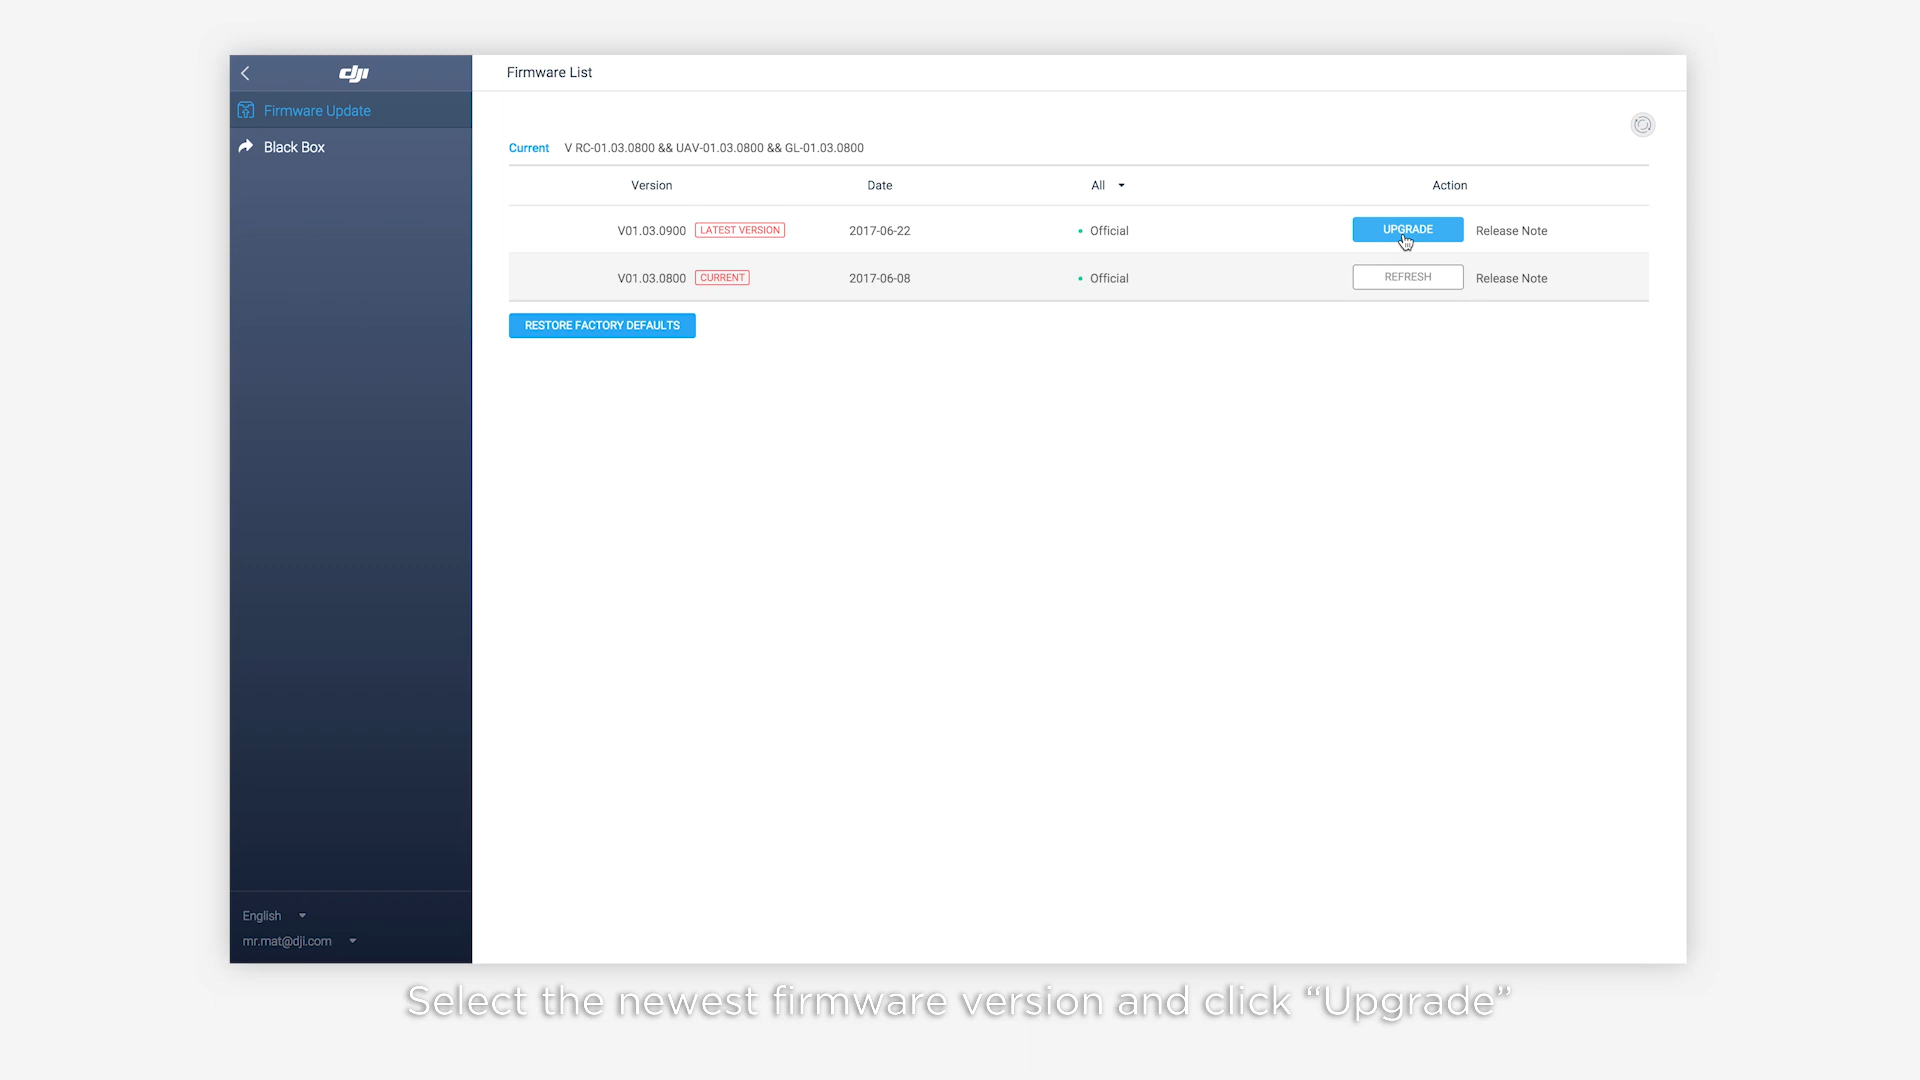 dji
Firmware List
Firmware Update
Black Box
Current V RC-01.03.0800 && UAV-01.03.0800 && GL-01.03.0800
Version Date All Action
V01.03.0900 LATEST VERSION 2017-06-22 Official UPGRADE Release Note
V01.03.0800 CURRENT 2017-06-08 Official REFRESH Release Note
RESTORE FACTORY DEFAULTS
English
mr.mat@dji.com
Select the newest firmware version and click “Upgrade”